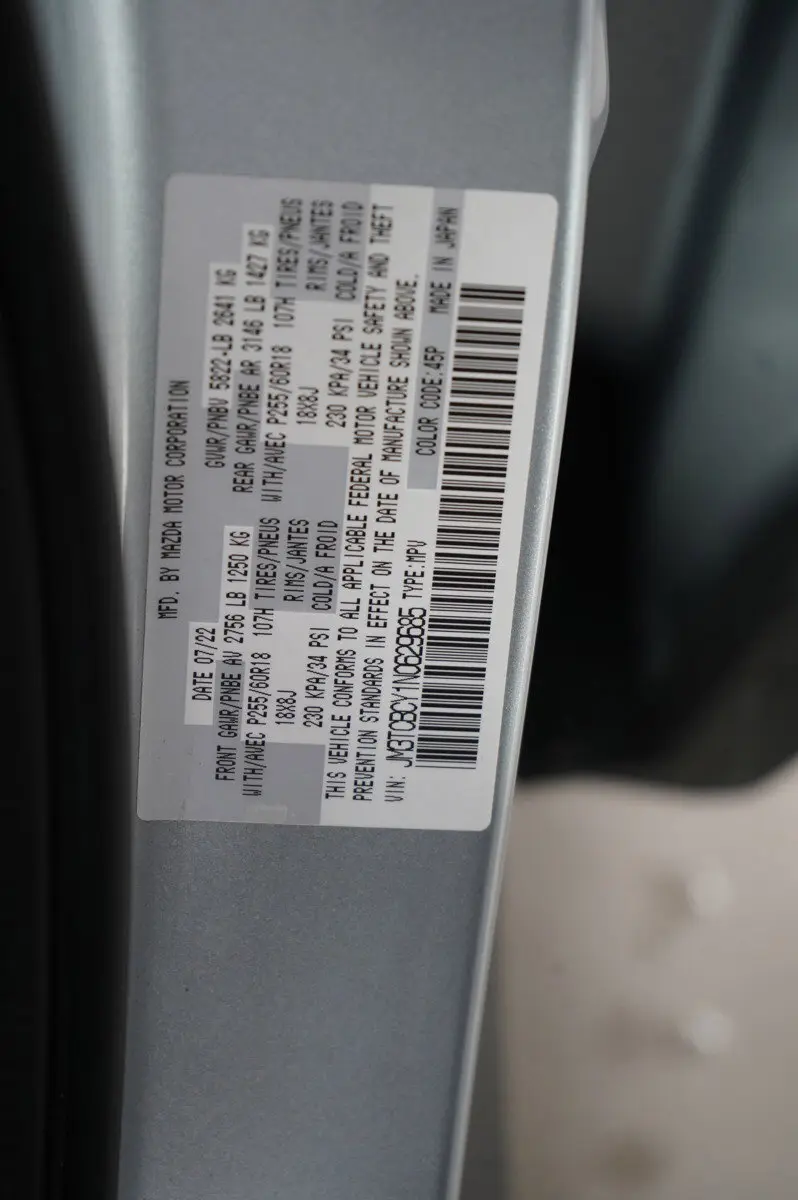 MFD. BY MAZDA MOTOR CORPORATION
DATE 07/22 GVWR/PNBV 5822-LB 2641 KG
FRONT GAWR/PNBE AV 2756 LB 1250 KG REAR GAWR/PNBE AR 3146 LB 1427 KG
WITH/AVEC P255/60R18 107H TIRES/PNEUS WITH/AVEC P255/60R18 107H TIRES/PNEUS
18X8J RIMS/JANTES 18X8J RIMS/JANTES
230 KPA/34 PSI COLD/A FROID 230 KPA/34 PSI COLD/A FROID
THIS VEHICLE CONFORMS TO ALL APPLICABLE FEDERAL MOTOR VEHICLE SAFETY AND THEFT
PREVENTION STANDARDS IN EFFECT ON THE DATE OF MANUFACTURE SHOWN ABOVE.
VIN: JM3TCBCY1N0629685 TYPE:MPV COLOR CODE:45P MADE IN JAPAN